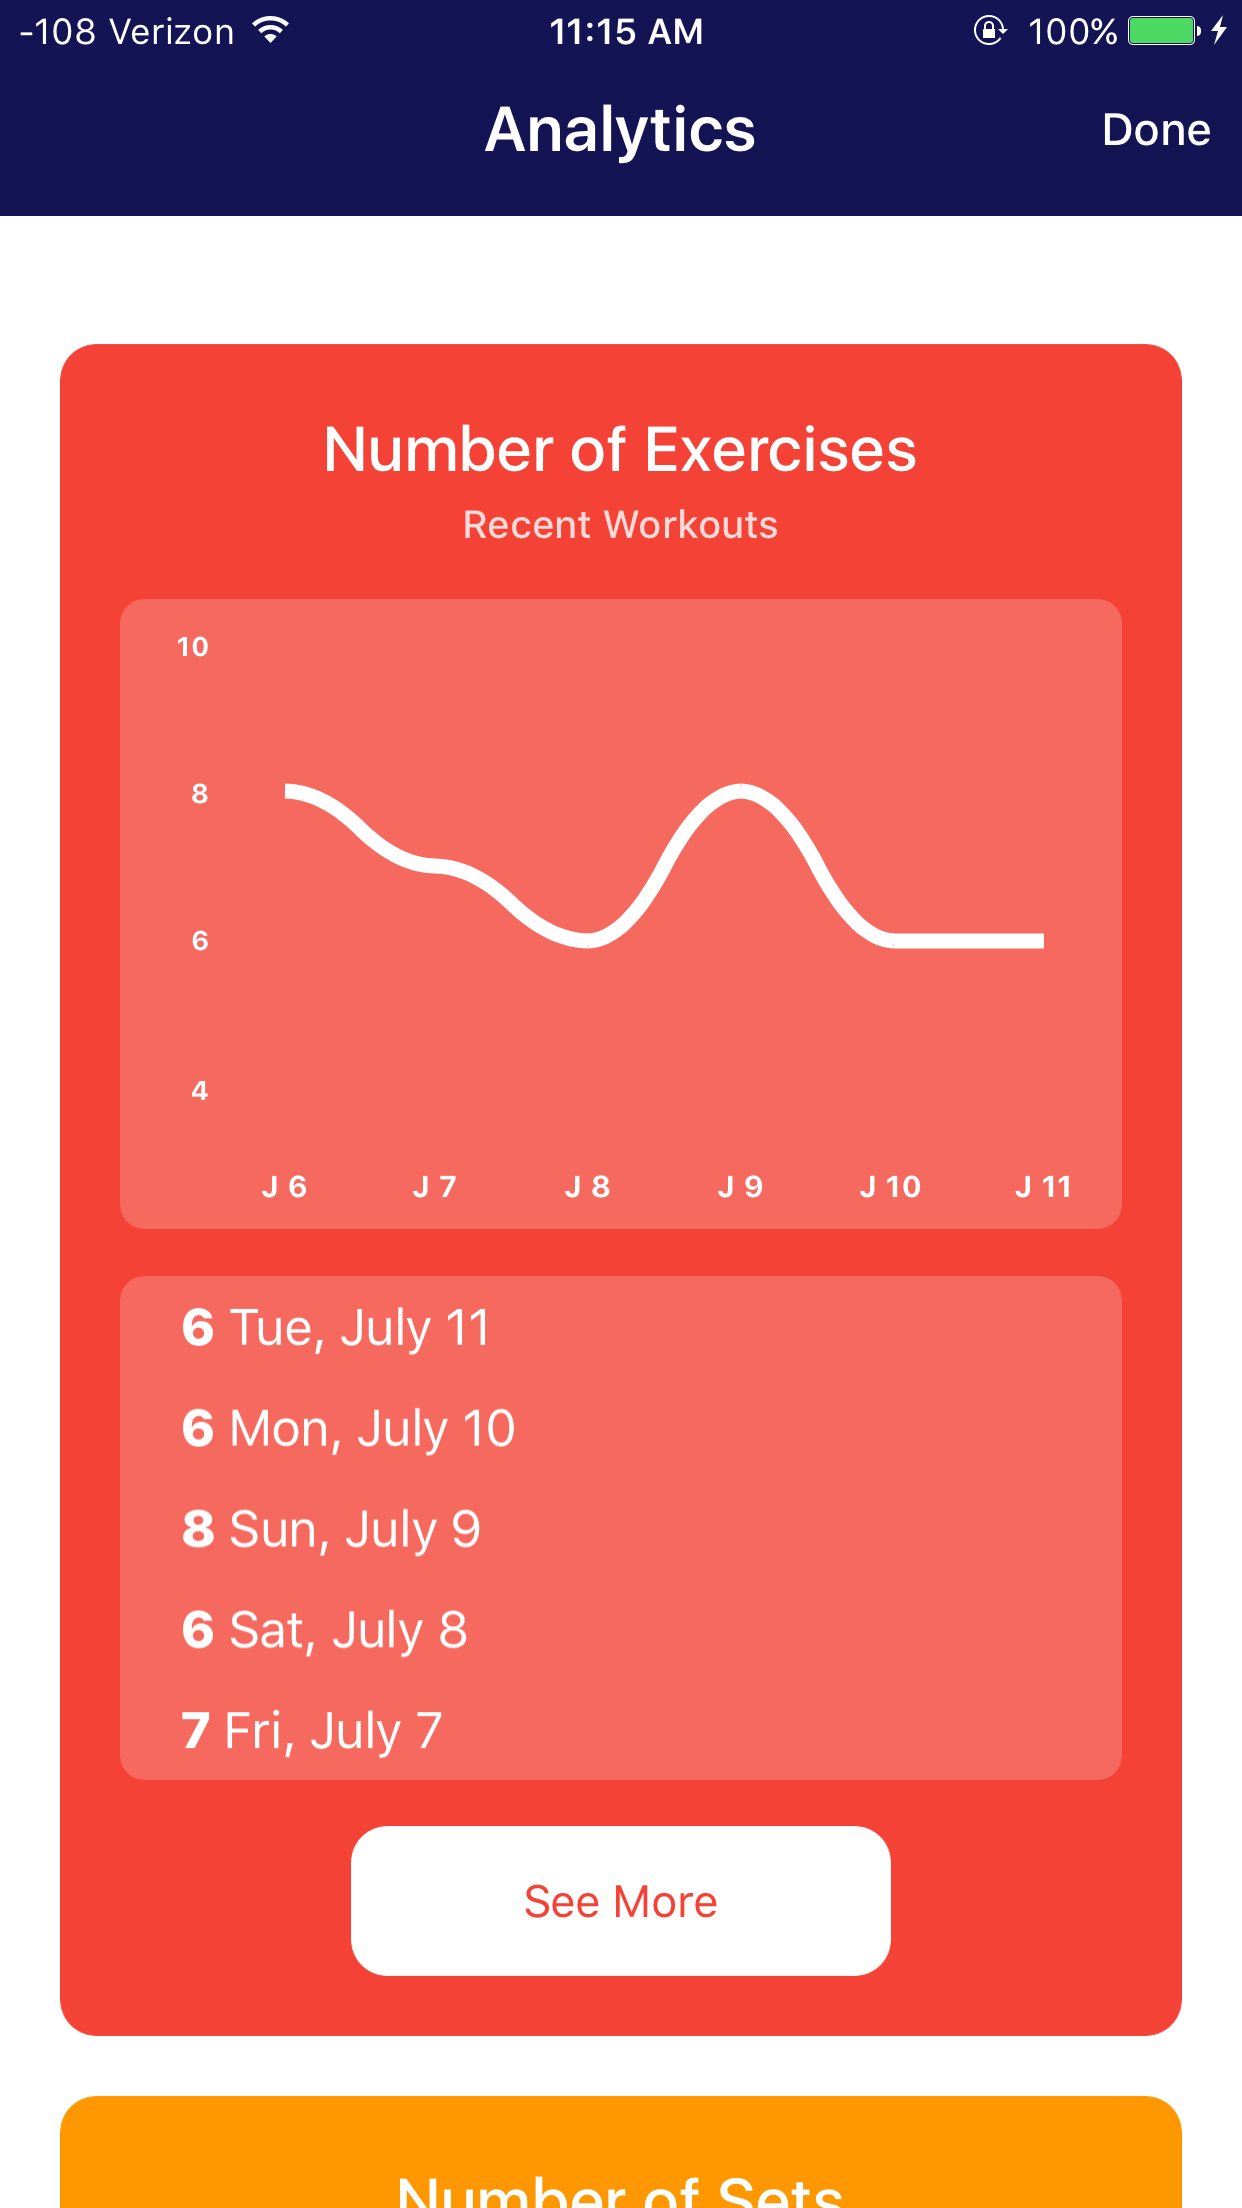 -108 Verizon 11:15 AM 100%
Analytics Done
Number of Exercises
Recent Workouts
10
8
6
4
J 6 J 7 J 8 J 9 J 10 J 11
6 Tue, July 11
6 Mon, July 10
8 Sun, July 9
6 Sat, July 8
7 Fri, July 7
See More
Number of Sets